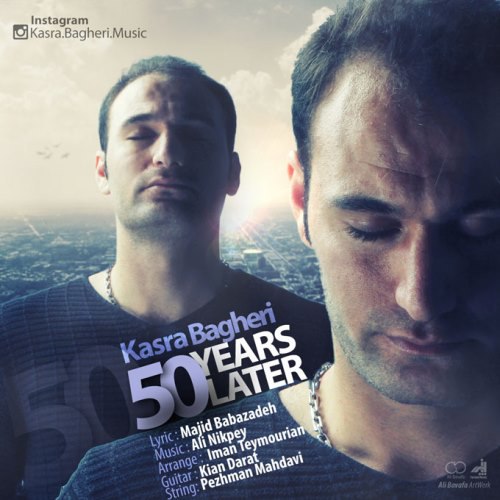 Instagram
Kasra.Bagheri.Music
Kasra Bagheri
50 YEARS
LATER
Lyric : Majid Babazadeh
Music : Ali Nikpey
Arrange : Iman Teymourian
Guitar : Kian Darat
String: Pezhman Mahdavi
50
Ali Bavafa ArtWork